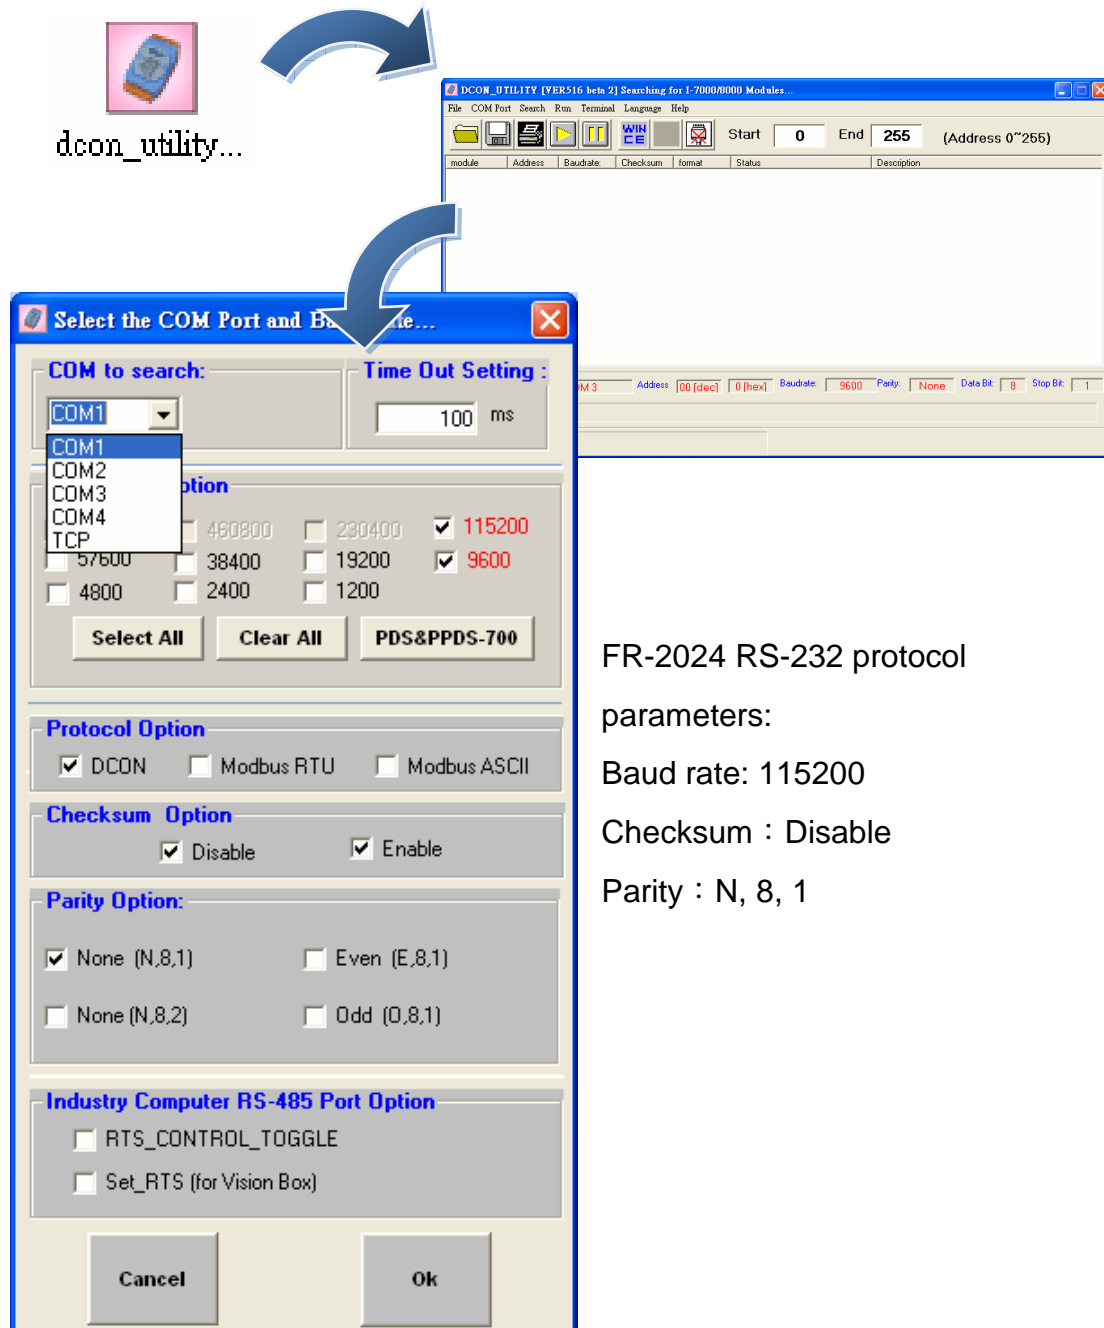 dcon_utility...
DCON_UTILITY [VER516 beta 2] Searching for I-7000/8000 Modules...
File COM Port Search Run Terminal Language Help
WIN CE Start 0 End 255 (Address 0~255)
module Address Baudrate: Checksum format Status Description
Address 00 [dec] 0 [hex] Baudrate: 9600 Parity: None Data Bit: 8 Stop Bit: 1
Select the COM Port and
COM to search: Time Out Setting :
COM1 100 ms
COM1
COM2
COM3
COM4
TCP
460800 230400 115200
57600 38400 19200 9600
4800 2400 1200
Select All Clear All PDS&PPDS-700
Protocol Option
DCON Modbus RTU Modbus ASCII
Checksum Option
Disable Enable
Parity Option:
None (N,8,1) Even (E,8,1)
None (N,8,2) Odd (O,8,1)
Industry Computer RS-485 Port Option
RTS_CONTROL_TOGGLE
Set_RTS (for Vision Box)
Cancel Ok
FR-2024 RS-232 protocol
parameters:
Baud rate: 115200
Checksum：Disable
Parity：N, 8, 1